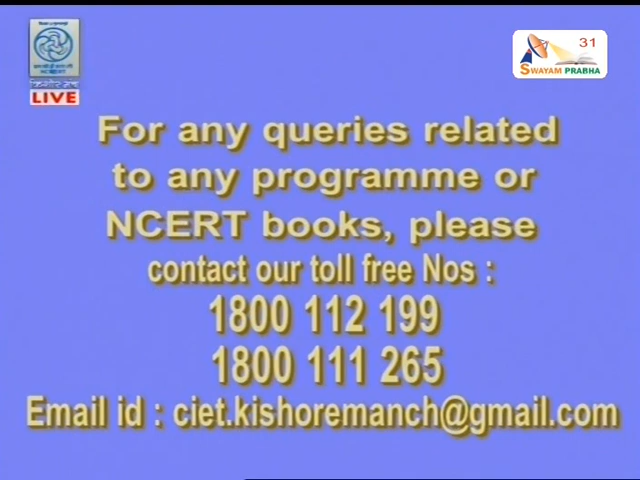 NCERT
LIVE
31
SWAYAM PRABHA
For any queries related
to any programme or
NCERT books, please
contact our toll free Nos :
1800 112 199
1800 111 265
Email id : ciet.kishoremanch@gmail.com